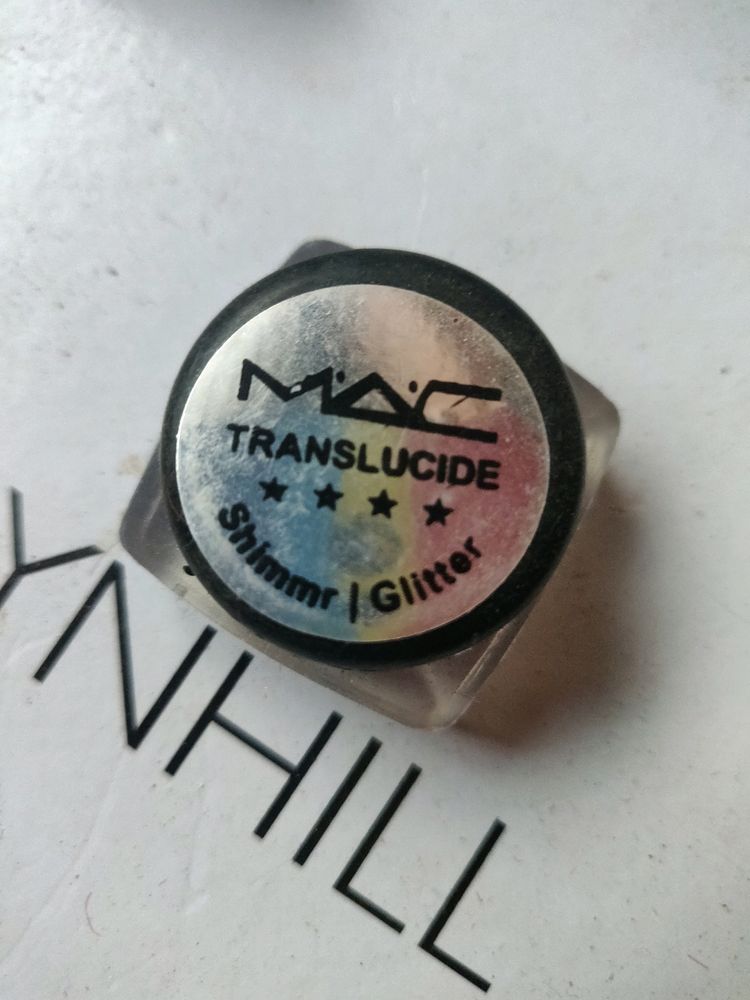 M·A·C
TRANSLUCIDE
Shimmr | Glitter
YNHILL